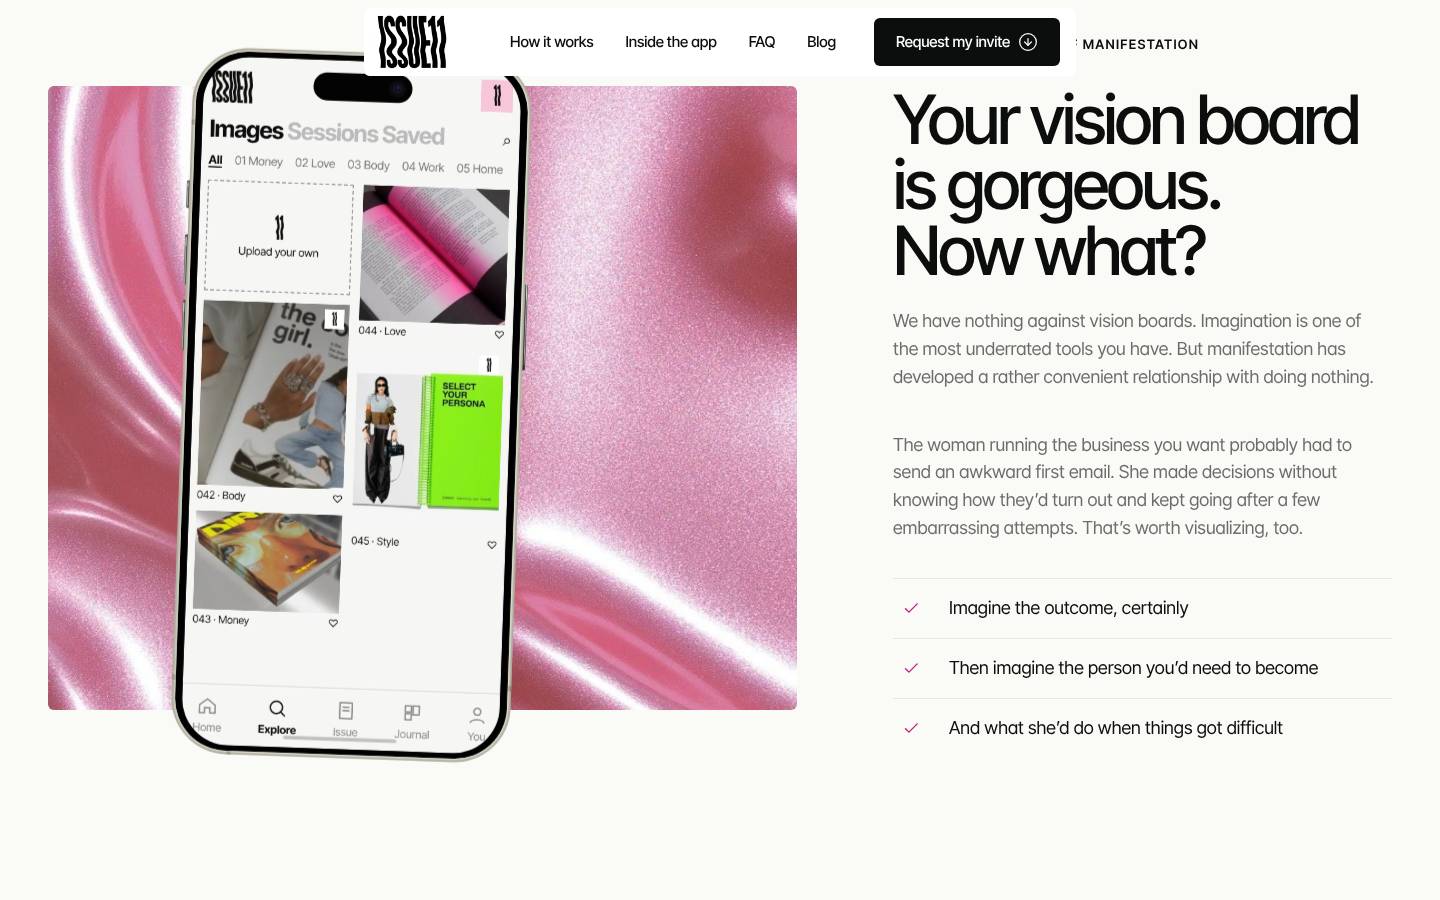 ISSUE11
How it works
Inside the app
FAQ
Blog
Request my invite
MANIFESTATION
ISSUE11
11
Images Sessions Saved
All 01 Money 02 Love 03 Body 04 Work 05 Home
11
Upload your own
044 · Love
the
girl.
11
042 · Body
11
SELECT
YOUR
PERSONA
045 · Style
043 · Money
Home
Explore
Issue
Journal
You
Your vision board
is gorgeous.
Now what?
We have nothing against vision boards. Imagination is one of
the most underrated tools you have. But manifestation has
developed a rather convenient relationship with doing nothing.
The woman running the business you want probably had to
send an awkward first email. She made decisions without
knowing how they’d turn out and kept going after a few
embarrassing attempts. That’s worth visualizing, too.
Imagine the outcome, certainly
Then imagine the person you’d need to become
And what she’d do when things got difficult